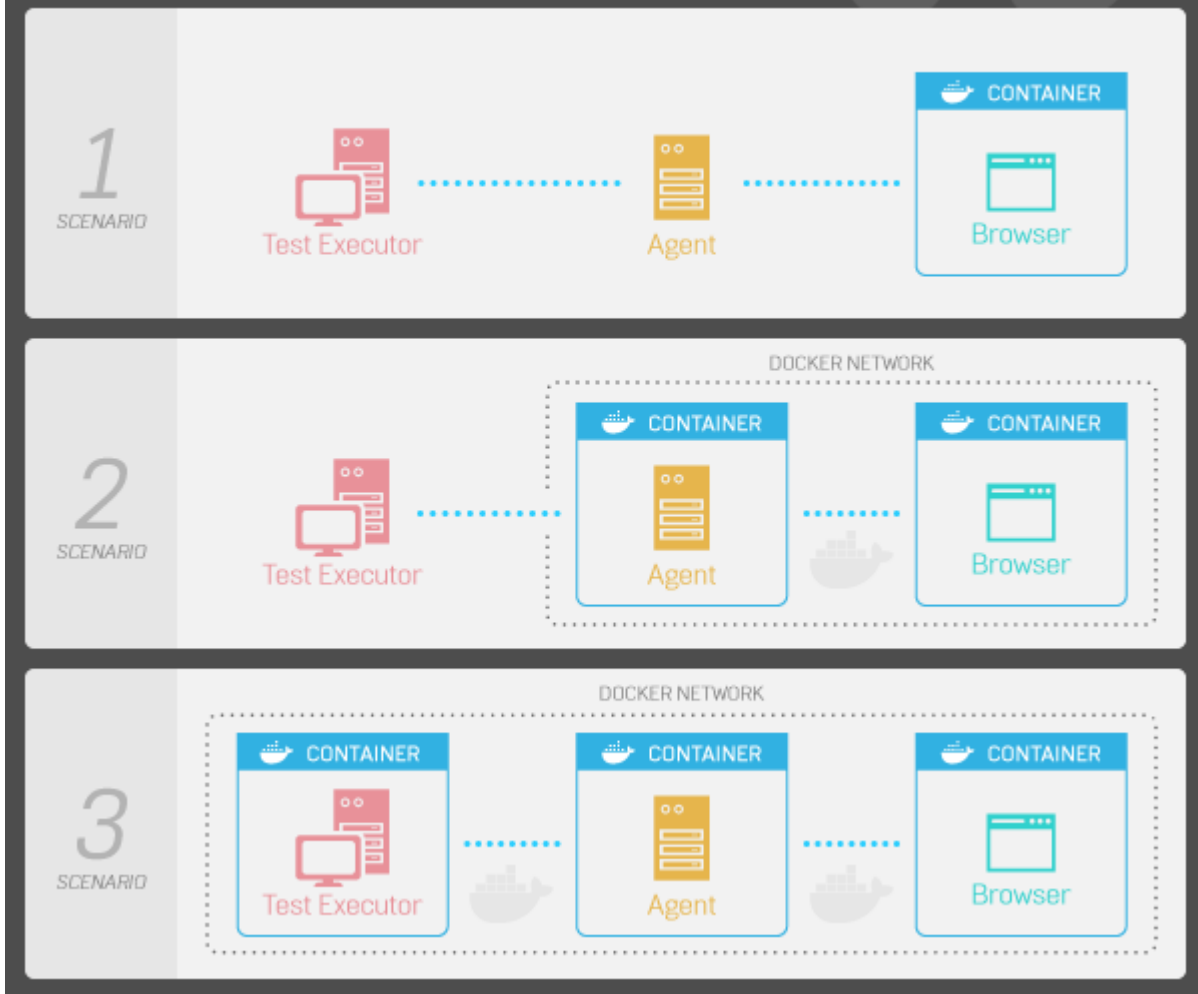 1
SCENARIO
CONTAINER
Test Executor
Agent
Browser
DOCKER NETWORK
2
SCENARIO
CONTAINER
CONTAINER
Test Executor
Agent
Browser
DOCKER NETWORK
3
SCENARIO
CONTAINER
CONTAINER
CONTAINER
Test Executor
Agent
Browser